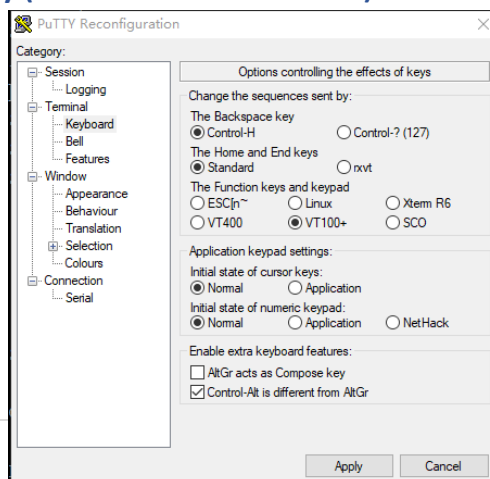 PuTTY Reconfiguration
Category:
Session
Logging
Terminal
Keyboard
Bell
Features
Window
Appearance
Behaviour
Translation
Selection
Colours
Connection
Serial
Options controlling the effects of keys
Change the sequences sent by:
The Backspace key
Control-H Control-? (127)
The Home and End keys
Standard rxvt
The Function keys and keypad
ESC[n~ Linux Xterm R6
VT400 VT100+ SCO
Application keypad settings:
Initial state of cursor keys:
Normal Application
Initial state of numeric keypad:
Normal Application NetHack
Enable extra keyboard features:
AltGr acts as Compose key
Control-Alt is different from AltGr
Apply Cancel